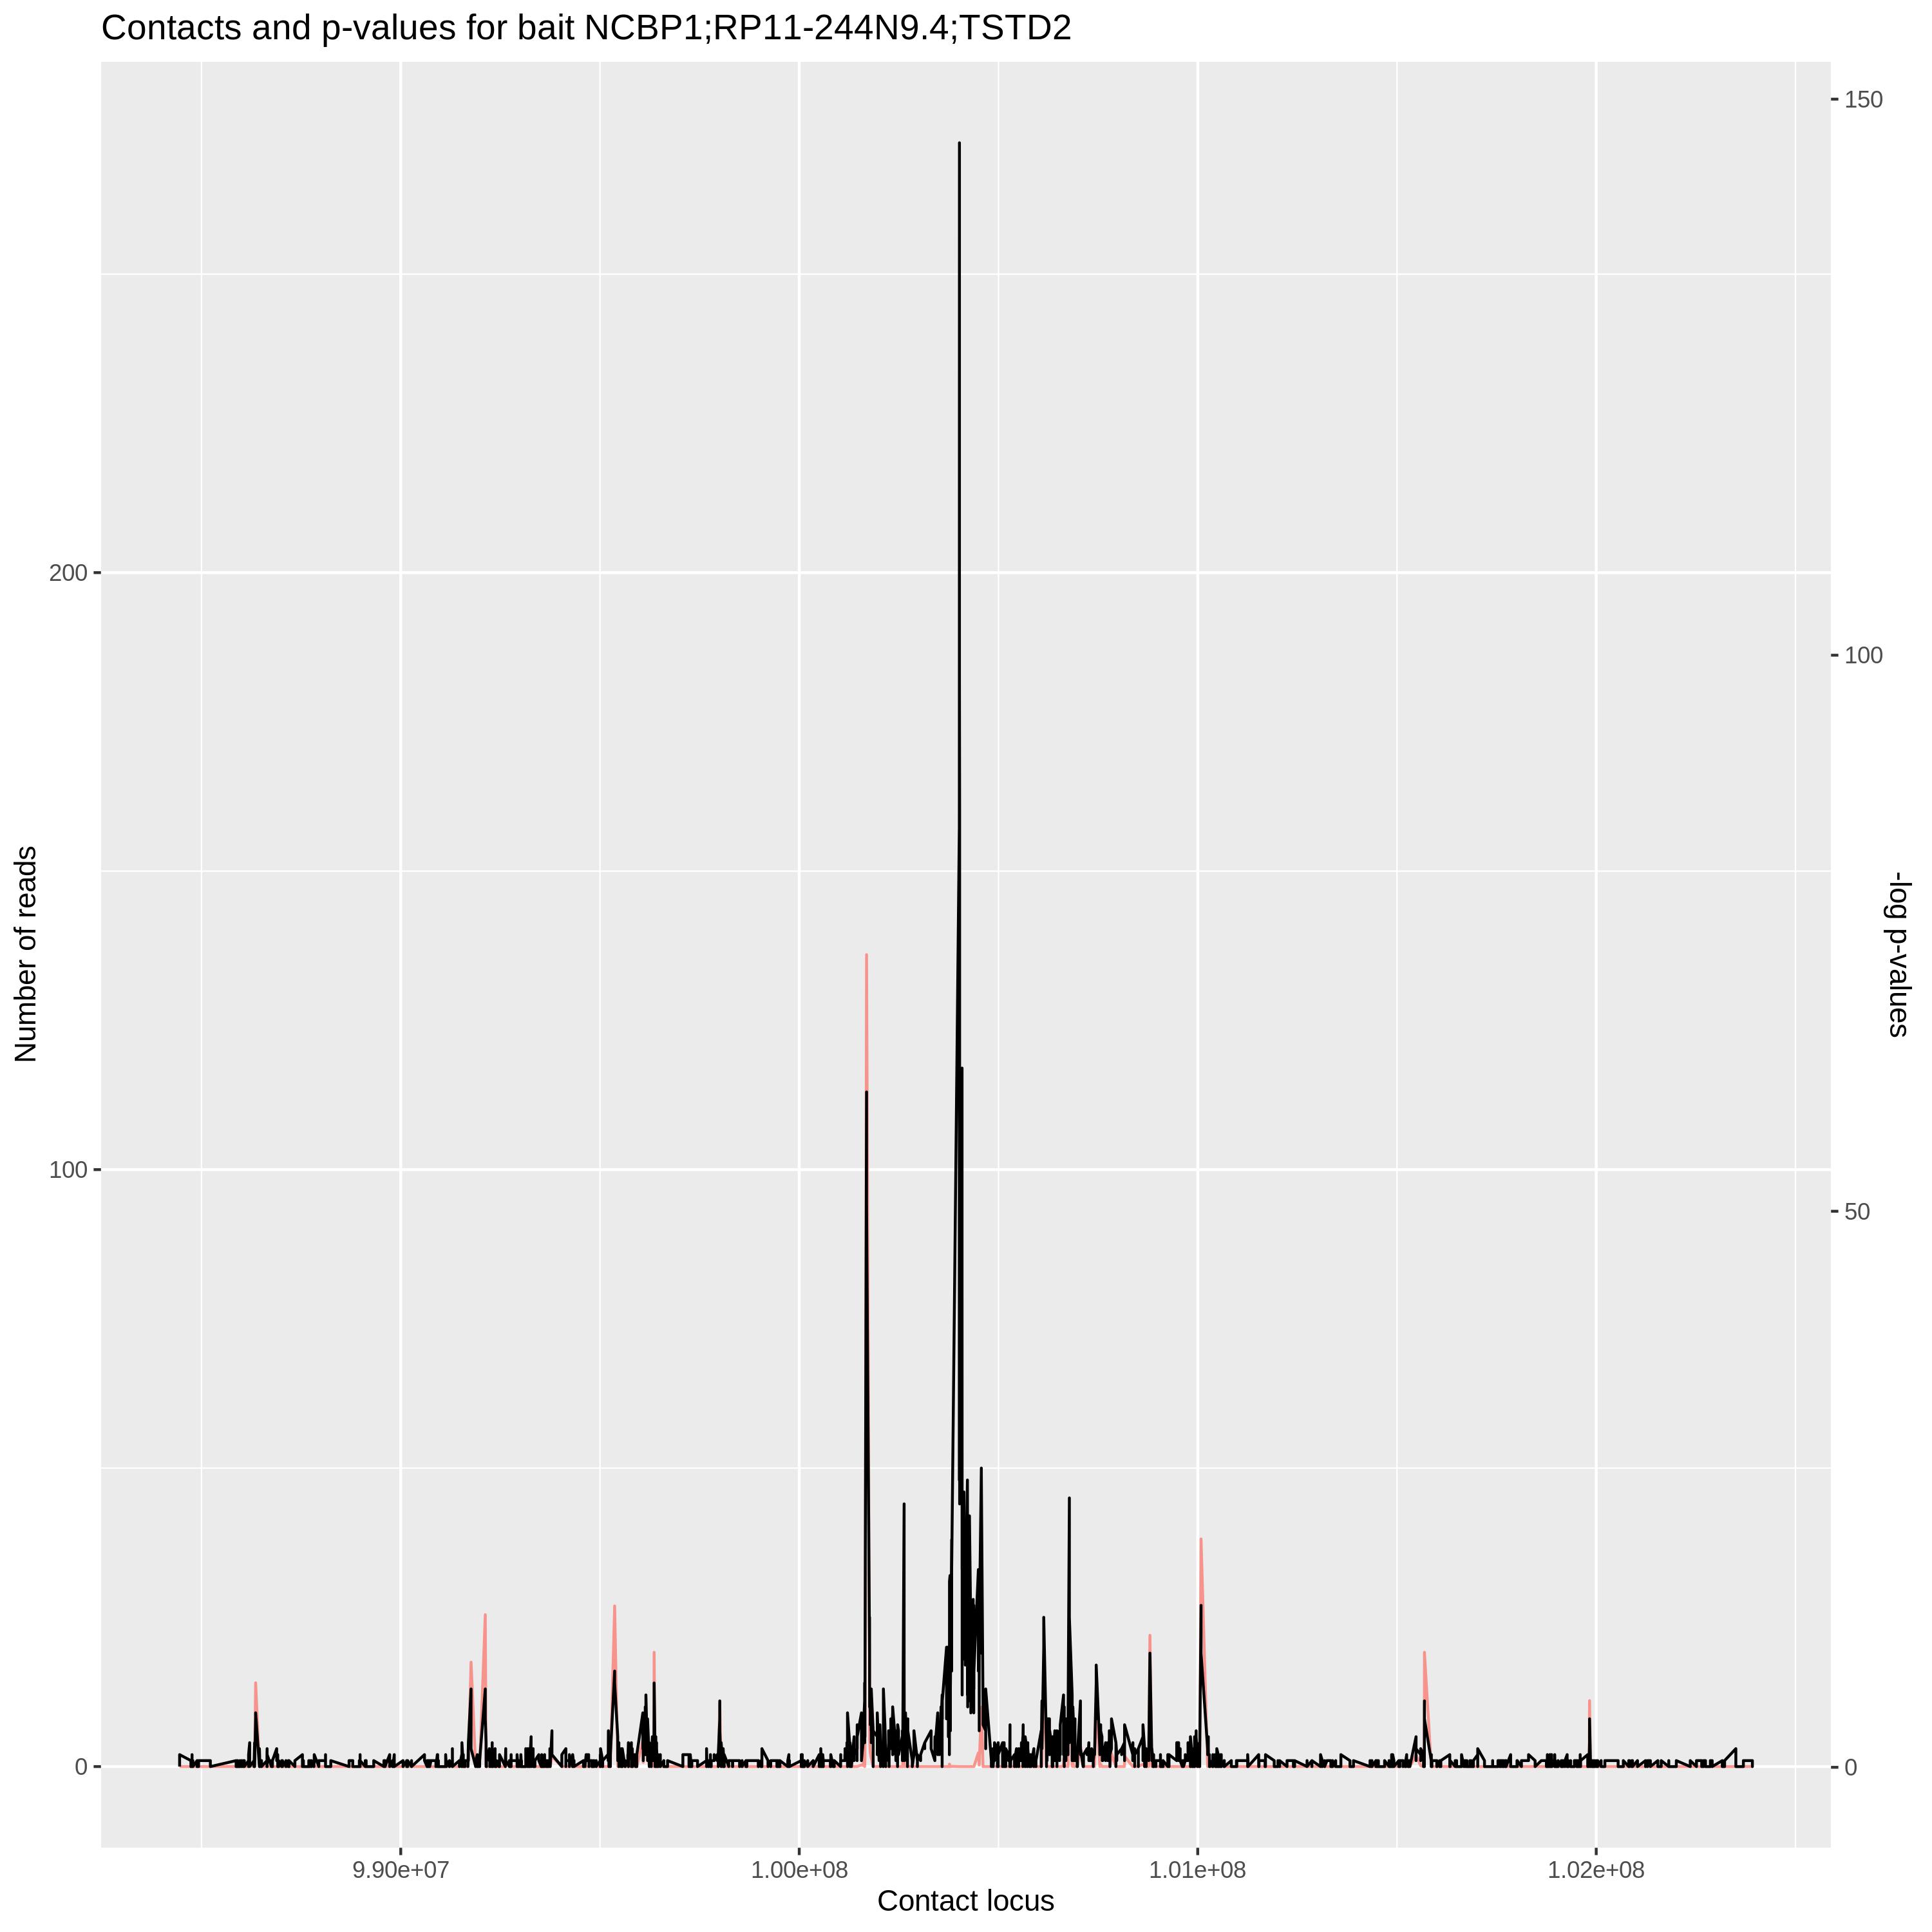 Contacts and p-values for bait NCBP1;RP11-244N9.4;TSTD2
Number of reads
200
100
0
150
100
50
0
-log p-values
9.90e+07
1.00e+08
1.01e+08
1.02e+08
Contact locus